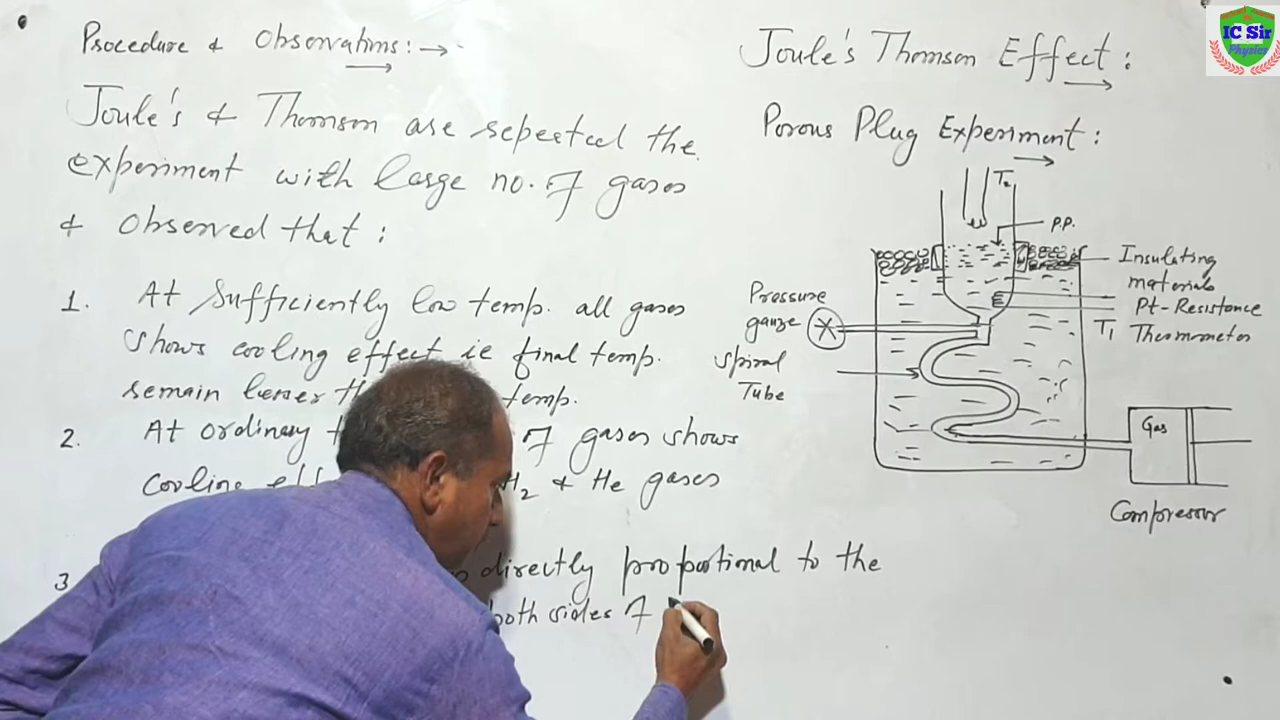 Procedure & Observations: →
Joule's & Thomson are repeated the
experiment with large no. of gases
& observed that:
1. At sufficiently low temp. all gases
shows cooling effect ie final temp.
remain temp.
2. At ordinary of gases shows
cooling H2 & He gases
3 directly proportional to the
both sides of
Joule's Thomson Effect:
Porous Plug Experiment:
T2
P.P.
Insulating
materials
Pt-Resistance
T1 Thermometer
Pressure
gauze
Spiral
Tube
Gas
Compressor
IC Sir
Physics